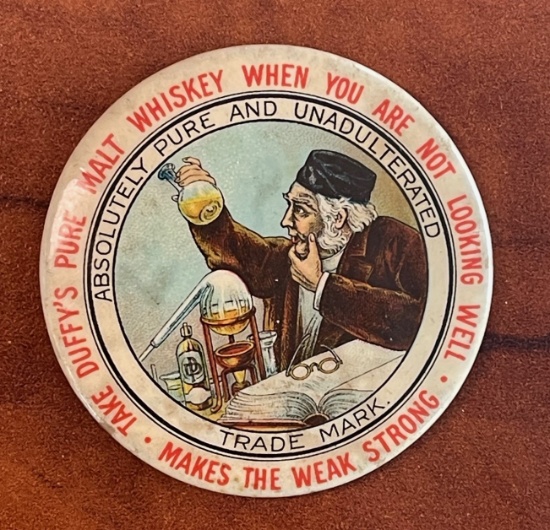 TAKE DUFFY'S PURE MALT WHISKEY WHEN YOU ARE NOT LOOKING WELL •
MAKES THE WEAK STRONG •
ABSOLUTELY PURE AND UNADULTERATED
TRADE MARK.